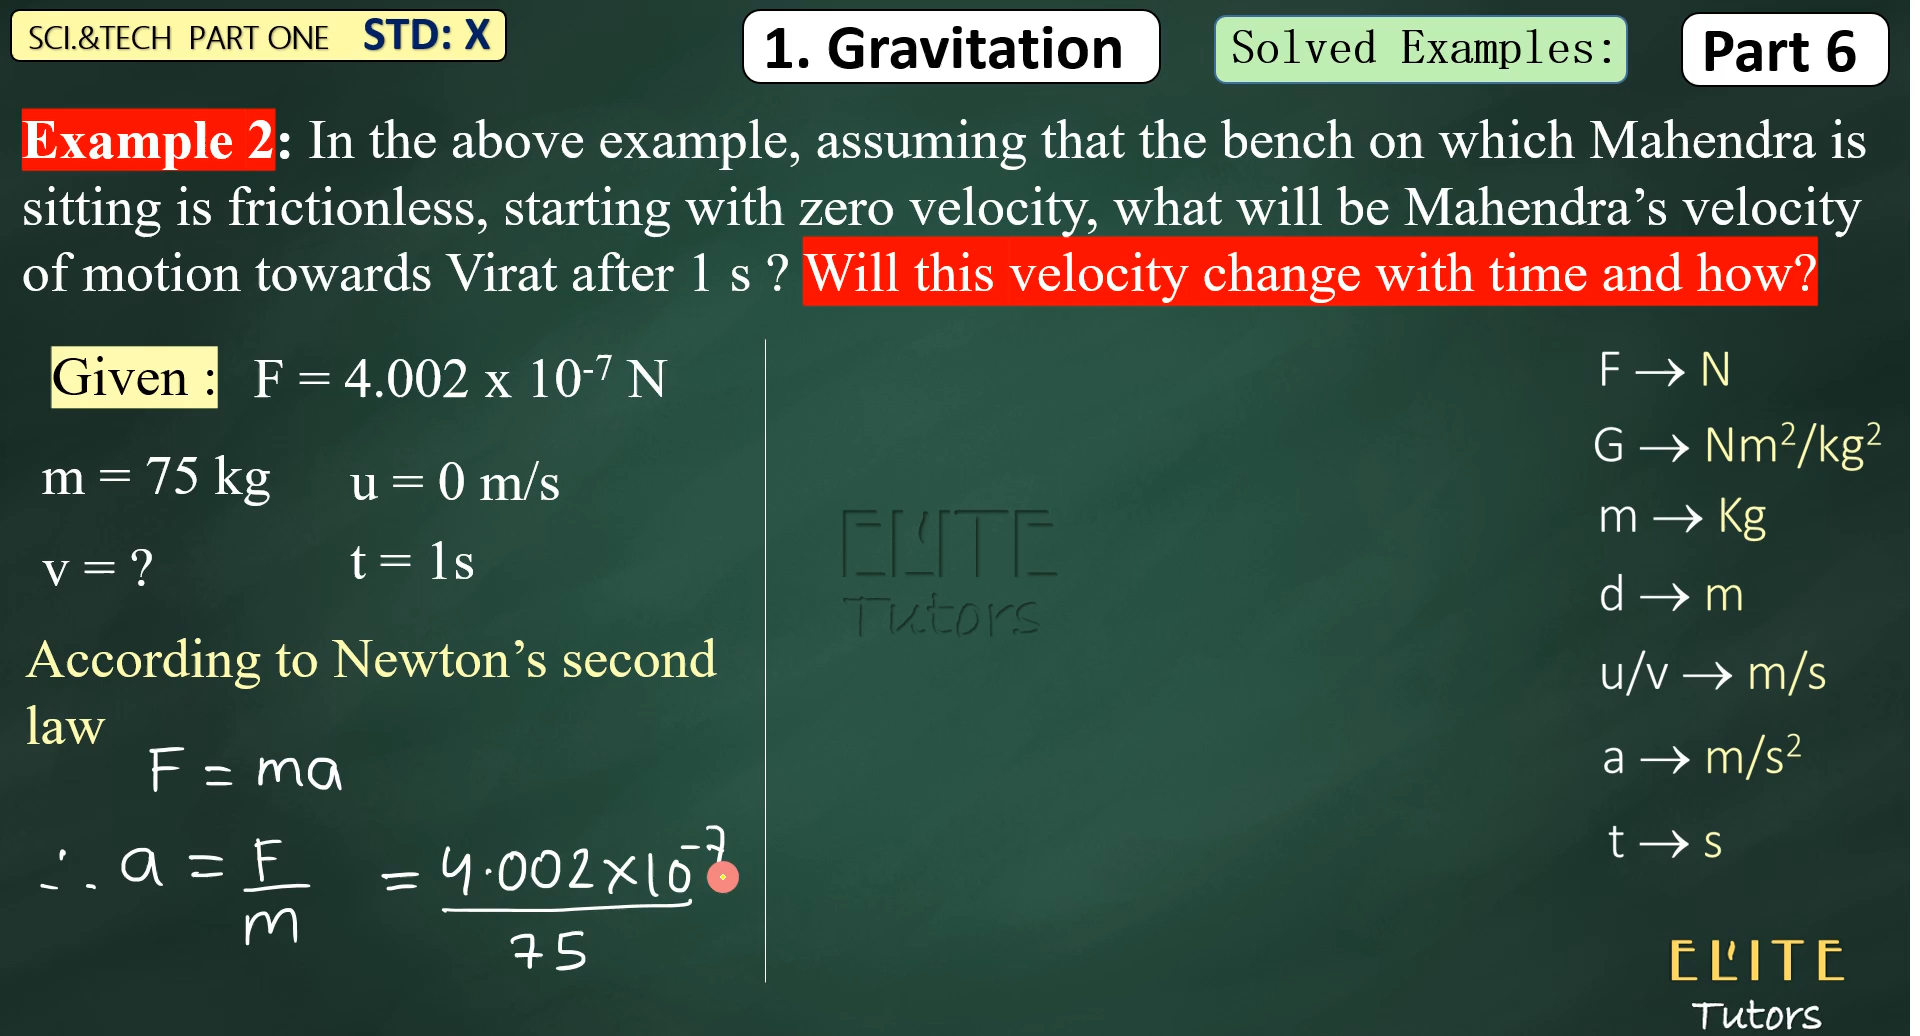 SCI.&TECH PART ONE STD: X
1. Gravitation
Solved Examples:
Part 6
Example 2: In the above example, assuming that the bench on which Mahendra is
sitting is frictionless, starting with zero velocity, what will be Mahendra’s velocity
of motion towards Virat after 1 s ? Will this velocity change with time and how?
Given : F = 4.002 x 10⁻⁷ N
m = 75 kg u = 0 m/s
v = ? t = 1s
According to Newton’s second
law
F = ma
∴ a = F/m = 4.002×10⁻⁷/75
F → N
G → Nm²/kg²
m → Kg
d → m
u/v → m/s
a → m/s²
t → s
ELITE
Tutors
ELITE
Tutors